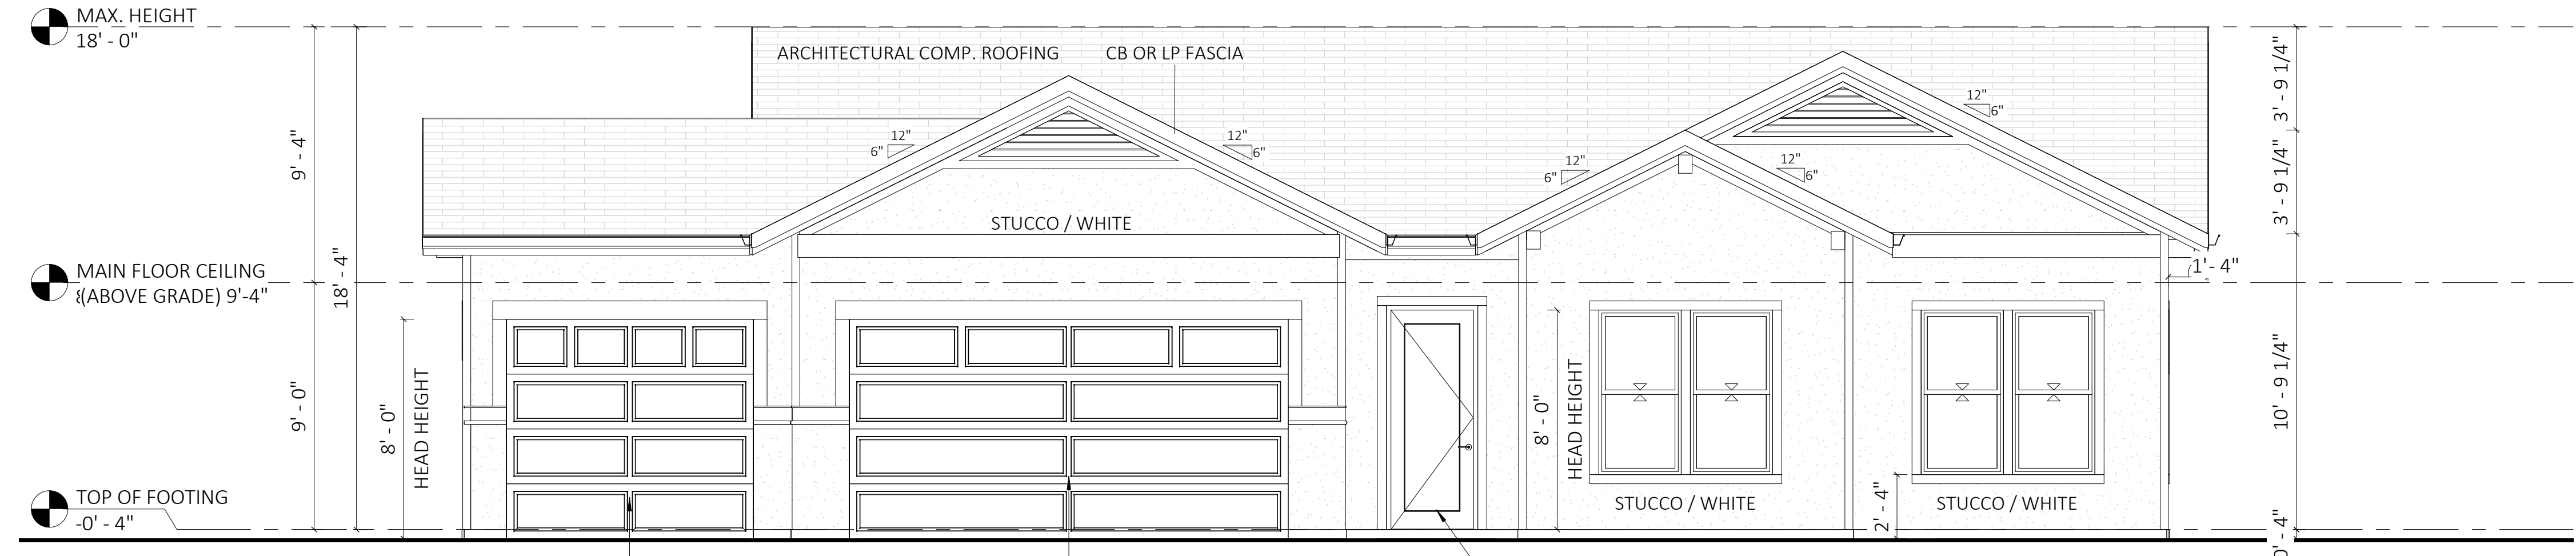 MAX. HEIGHT
18' - 0"
ARCHITECTURAL COMP. ROOFING
CB OR LP FASCIA
12"
6"
12"
6"
12"
6"
12"
6"
12"
6"
STUCCO / WHITE
9' - 4"
18' - 4"
9' - 0"
MAIN FLOOR CEILING
(ABOVE GRADE) 9'-4"
8' - 0"
HEAD HEIGHT
TOP OF FOOTING
-0' - 4"
8' - 0"
HEAD HEIGHT
STUCCO / WHITE
2' - 4"
STUCCO / WHITE
3' - 9 1/4"
3' - 9 1/4"
1' - 4"
10' - 9 1/4"
0' - 4"